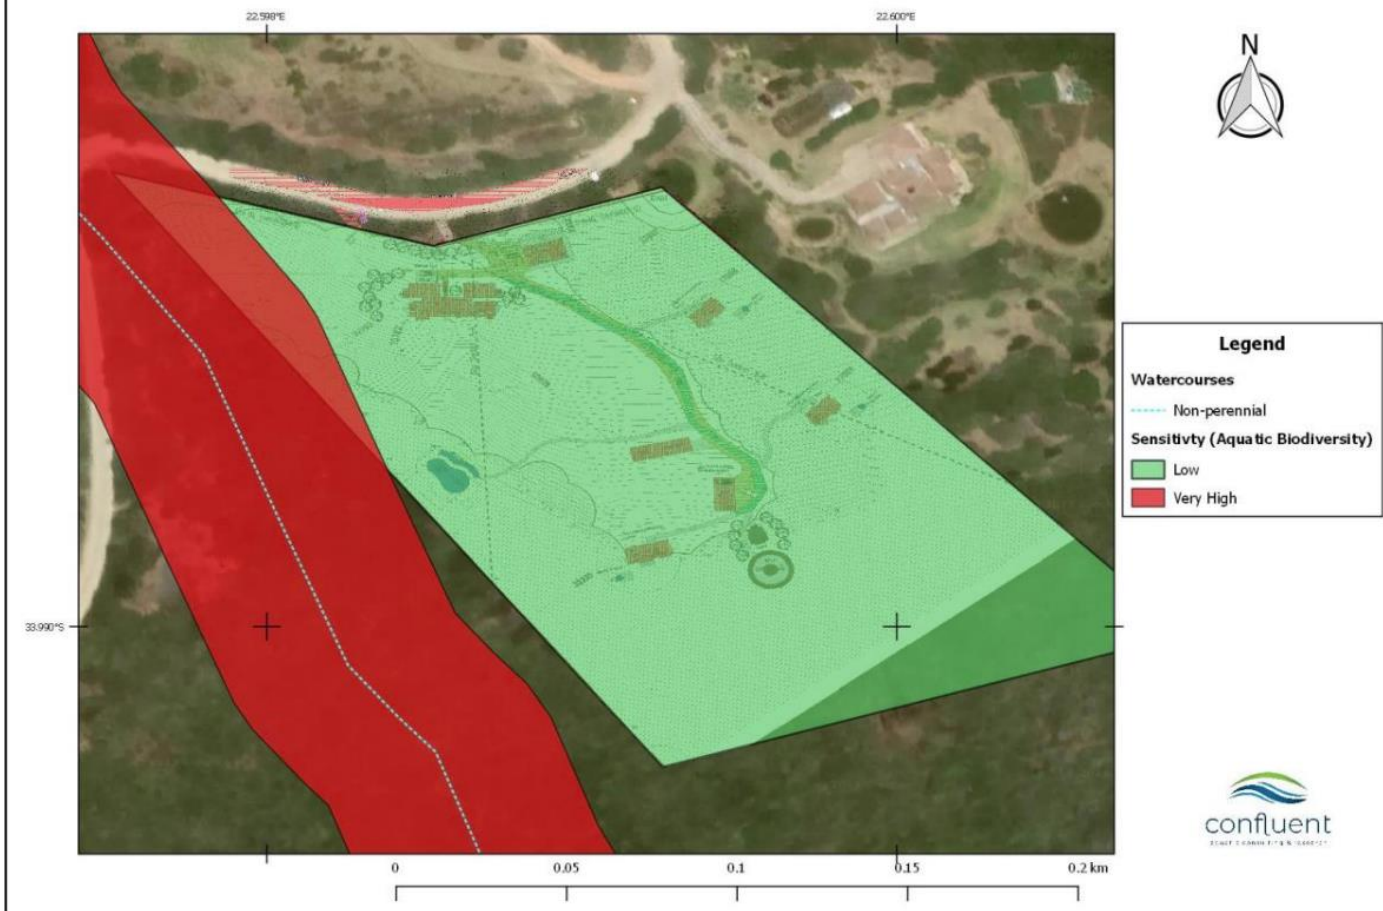 22.598°E
22.600°E
N
Legend
Watercourses
Non-perennial
Sensitivty (Aquatic Biodiversity)
Low
Very High
33.990°S
confluent
0
0.05
0.1
0.15
0.2 km